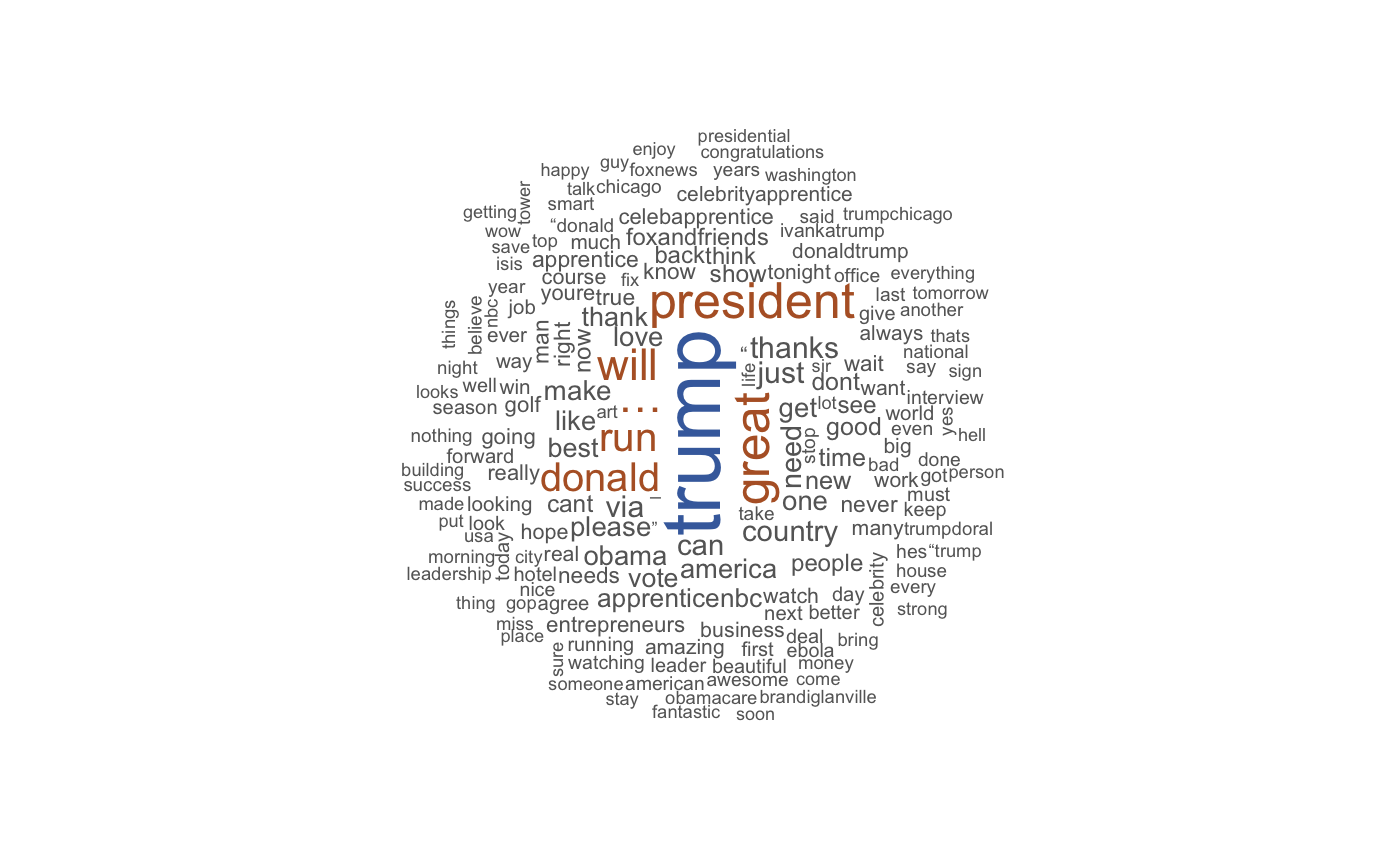 presidential
enjoy
congratulations
guy
foxnews
years
happy
washington
talk
chicago
celebrityapprentice
tower
smart
getting
“donald
celebapprentice
said
trumpchicago
wow
ivankatrump
save
top
much
foxandfriends
donaldtrump
isis
apprentice
back
think
course
fix
know
show
tonight
office
everything
year
youre
true
president
last
tomorrow
things
believe
nbc
job
thank
give
another
ever
man
right
now
love
always
thats
night
way
will
trump
“
thanks
national
life
just
sir
wait
say
sign
looks
well
win
make
dont
want
interview
season
golf
art
…
great
get
lot
see
world
yes
like
nothing
going
best
run
need
stop
good
even
hell
forward
time
big
building
really
donald
bad
done
success
new
work
got
person
made
looking
cant
via
–
take
one
never
must
keep
put
look
hope
please
”
country
many
trumpdoral
usa
today
can
morning
city
real
obama
america
people
hes
“trump
leadership
hotel
needs
vote
celebrity
house
nice
every
thing
gop
agree
apprenticenbc
watch
day
next
better
strong
miss
entrepreneurs
business
deal
bring
place
sure
running
amazing
first
ebola
watching
leader
beautiful
money
someone
american
awesome
come
stay
obamacare
brandiglanville
fantastic
soon